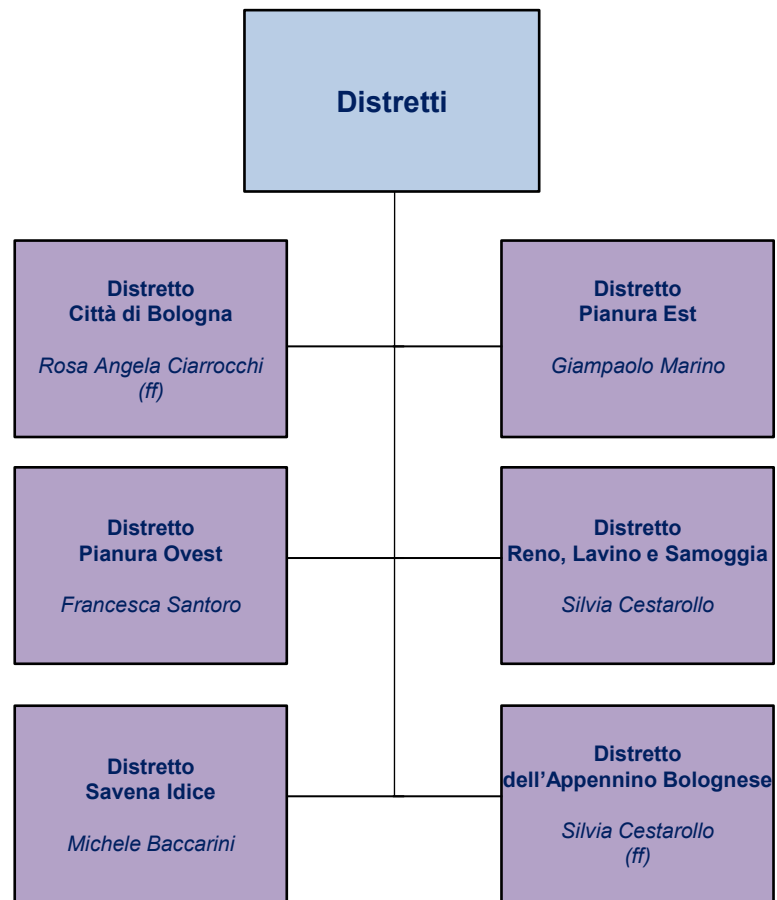 Distretti
Distretto
Città di Bologna
Rosa Angela Ciarrocchi
(ff)
Distretto
Pianura Est
Giampaolo Marino
Distretto
Pianura Ovest
Francesca Santoro
Distretto
Reno, Lavino e Samoggia
Silvia Cestarollo
Distretto
Savena Idice
Michele Baccarini
Distretto
dell’Appennino Bolognese
Silvia Cestarollo
(ff)